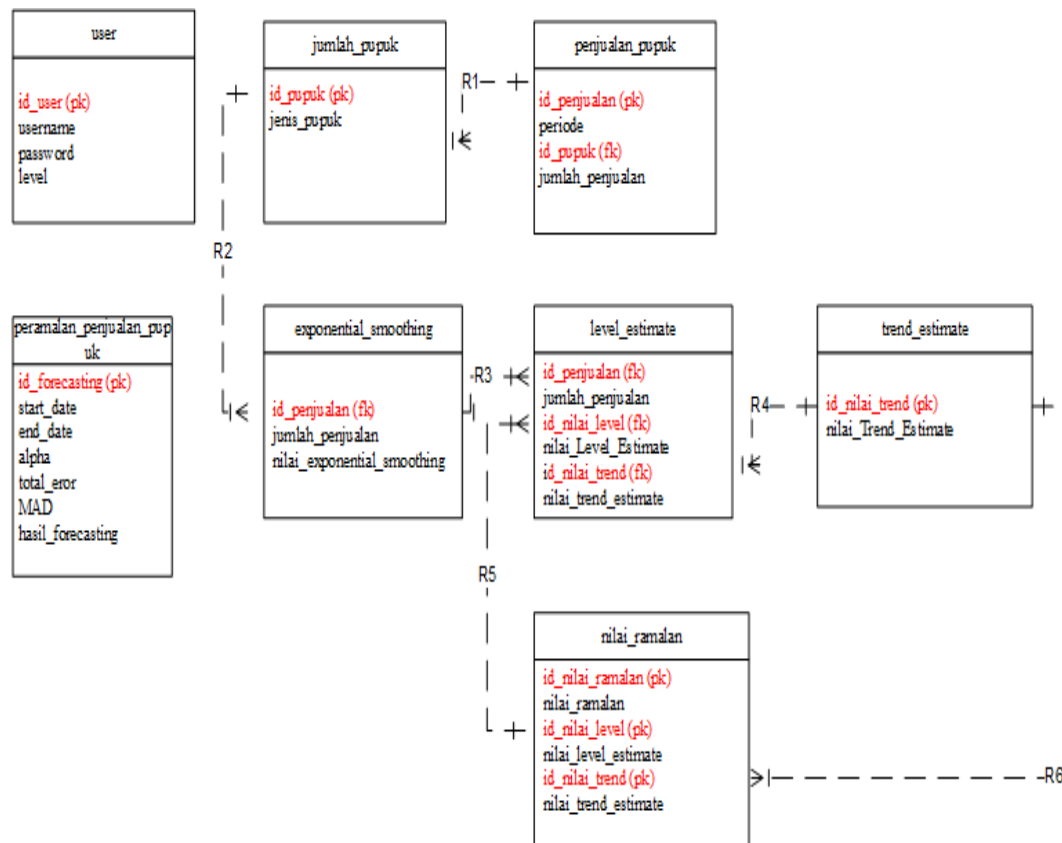 user
id_user (pk)
username
password
level
jumlah_pupuk
id_pupuk (pk)
jenis_pupuk
penjualan_pupuk
id_penjualan (pk)
periode
id_pupuk (fk)
jumlah_penjualan
R1
R2
peramalan_penjualan_pup
uk
id_forecasting (pk)
start_date
end_date
alpha
total_eror
MAD
hasil_forecasting
exponential_smoothing
id_penjualan (fk)
jumlah_penjualan
nilai_exponential_smoothing
R3
level_estimate
id_penjualan (fk)
jumlah_penjualan
id_nilai_level (fk)
nilai_Level_Estimate
id_nilai_trend (fk)
nilai_trend_estimate
R4
trend_estimate
id_nilai_trend (pk)
nilai_Trend_Estimate
R5
nilai_ramalan
id_nilai_ramalan (pk)
nilai_ramalan
id_nilai_level (pk)
nilai_level_estimate
id_nilai_trend (pk)
nilai_trend_estimate
R6